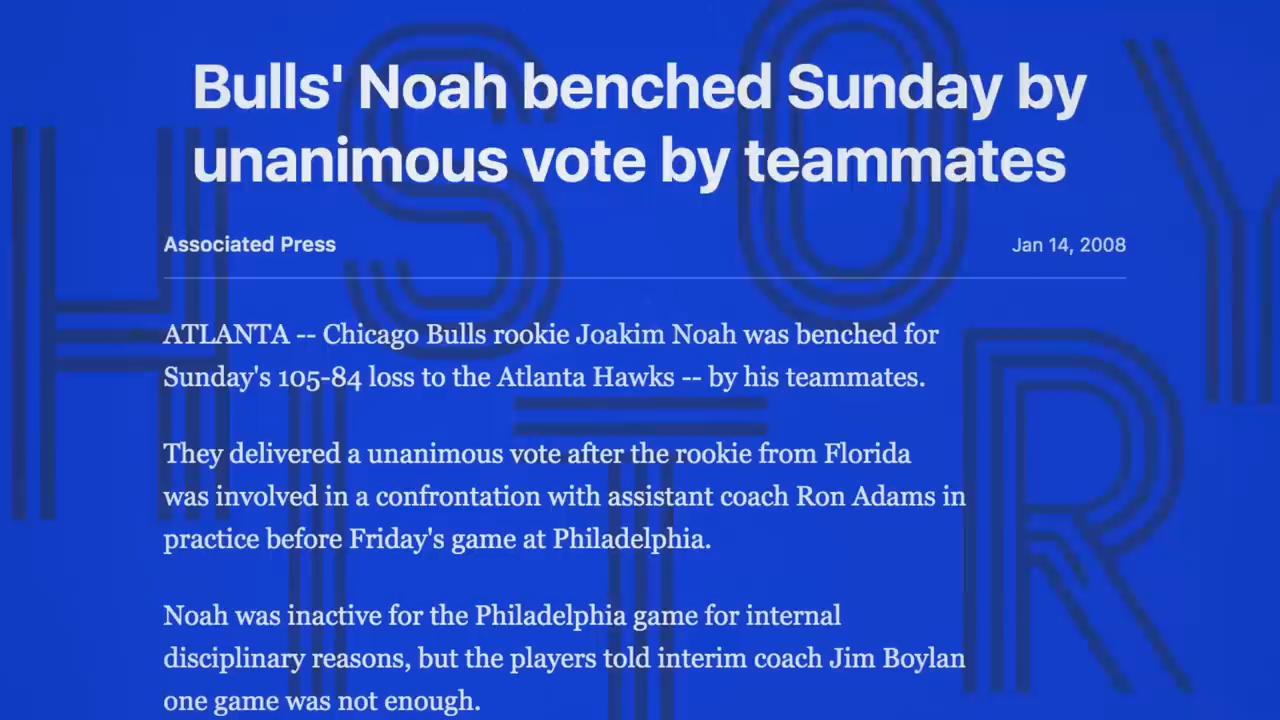 Bulls' Noah benched Sunday by
unanimous vote by teammates
Associated Press
Jan 14, 2008
ATLANTA -- Chicago Bulls rookie Joakim Noah was benched for
Sunday's 105-84 loss to the Atlanta Hawks -- by his teammates.
They delivered a unanimous vote after the rookie from Florida
was involved in a confrontation with assistant coach Ron Adams in
practice before Friday's game at Philadelphia.
Noah was inactive for the Philadelphia game for internal
disciplinary reasons, but the players told interim coach Jim Boylan
one game was not enough.
HISTORY